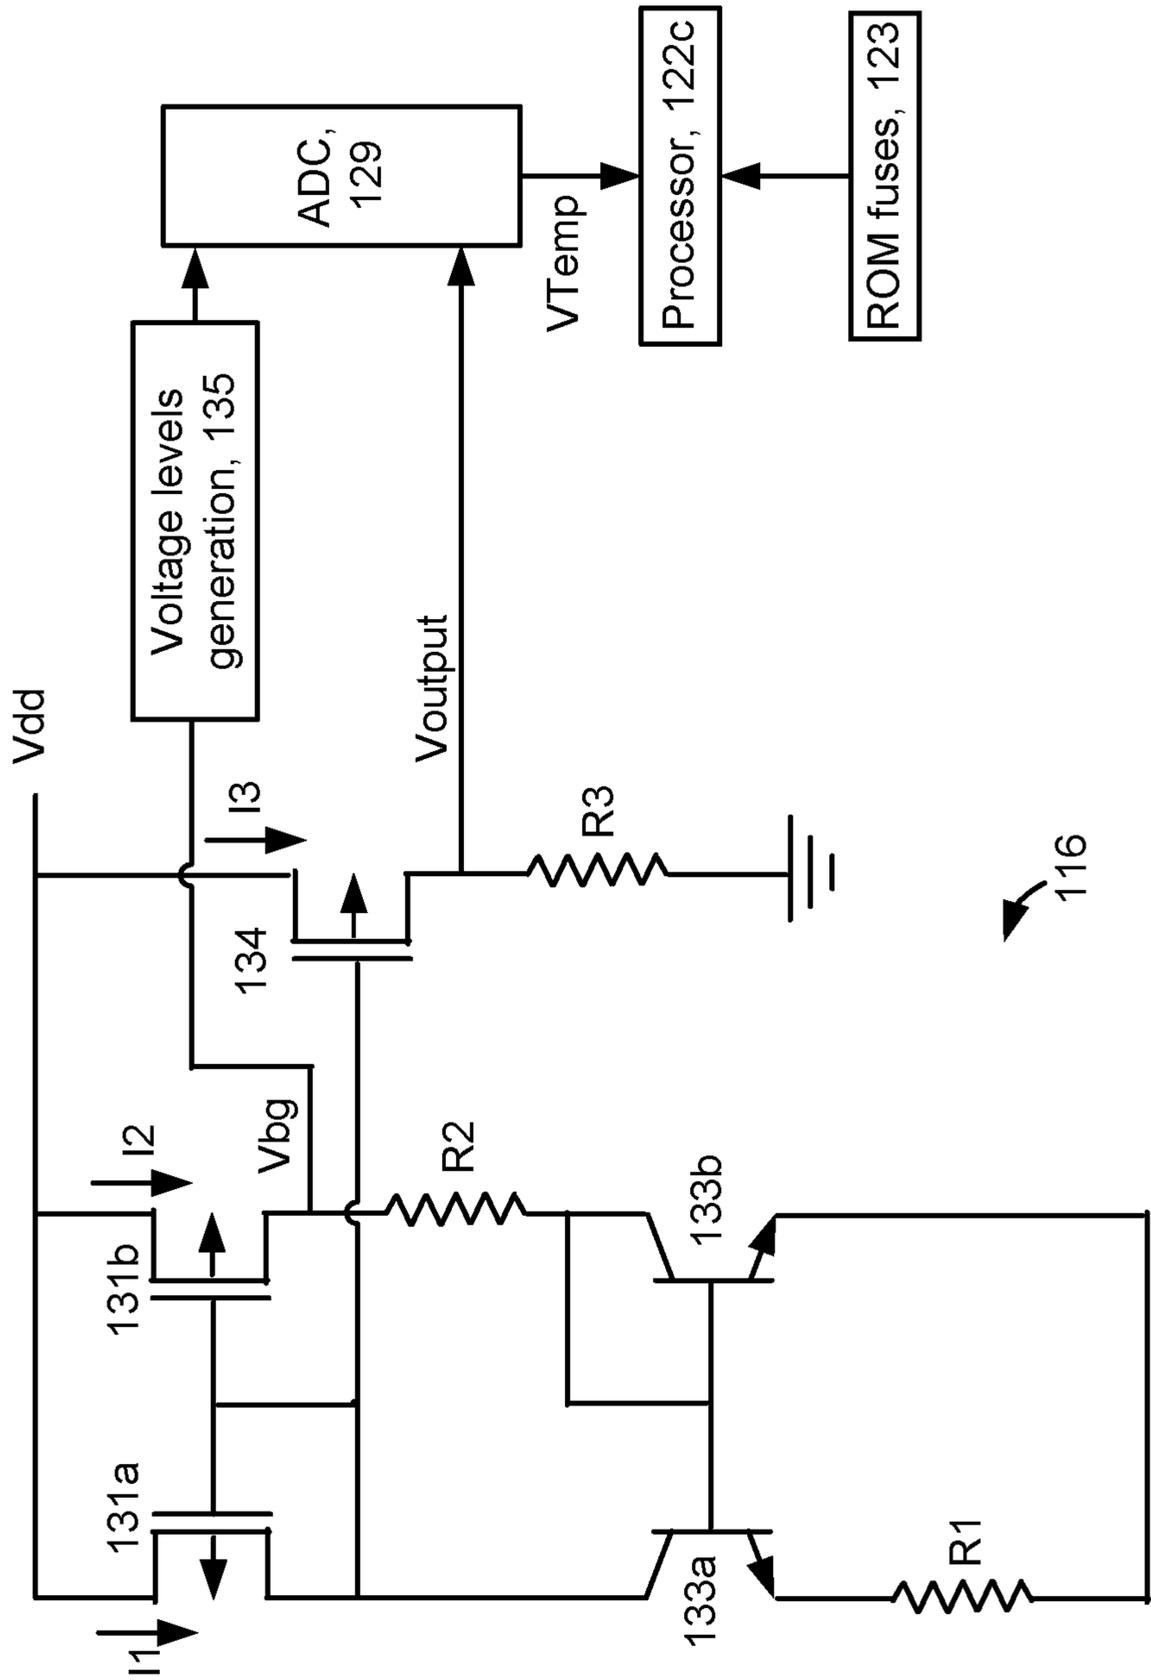 Vdd
I1
131a
131b
I2
Vbg
134
I3
Voltage levels
generation, 135
ADC,
129
Voutput
VTemp
R2
R3
Processor, 122c
133a
133b
ROM fuses, 123
R1
116